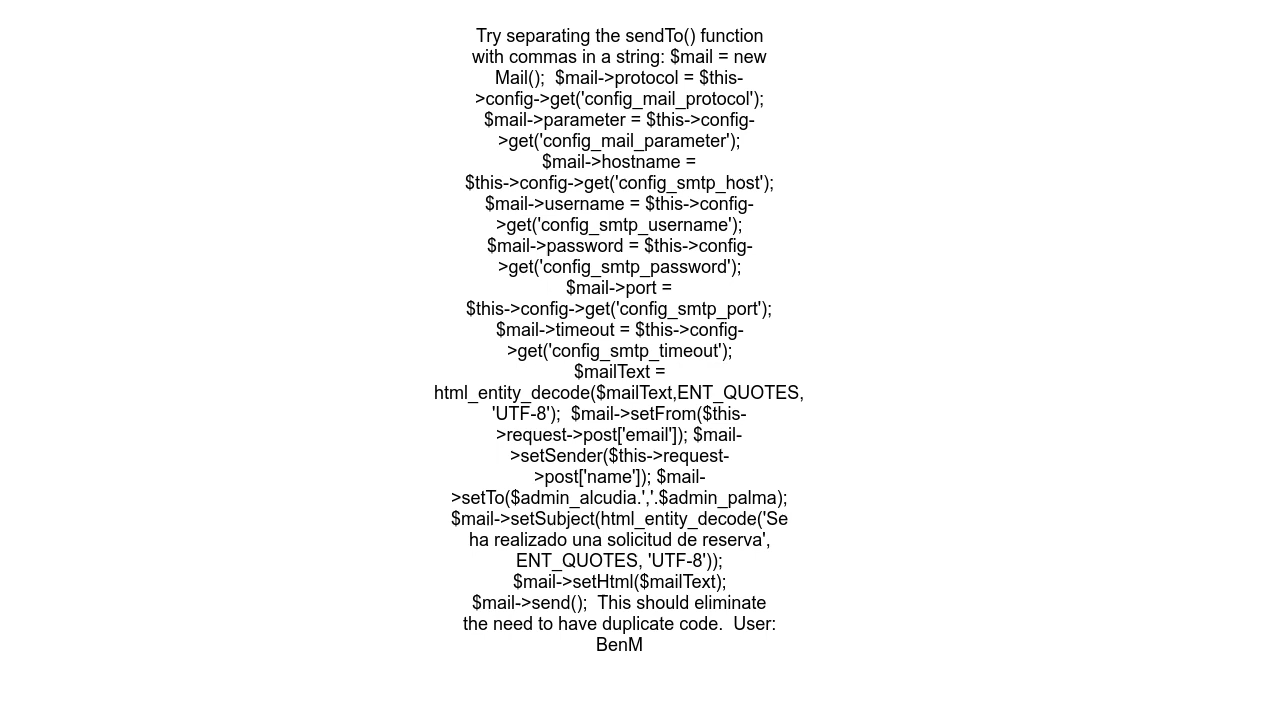 Try separating the sendTo() function
with commas in a string: $mail = new
Mail();  $mail->protocol = $this-
>config->get('config_mail_protocol');
$mail->parameter = $this->config-
>get('config_mail_parameter');
$mail->hostname =
$this->config->get('config_smtp_host');
$mail->username = $this->config-
>get('config_smtp_username');
$mail->password = $this->config-
>get('config_smtp_password');
$mail->port =
$this->config->get('config_smtp_port');
$mail->timeout = $this->config-
>get('config_smtp_timeout');
$mailText =
html_entity_decode($mailText,ENT_QUOTES,
'UTF-8');  $mail->setFrom($this-
>request->post['email']); $mail-
>setSender($this->request-
>post['name']); $mail-
>setTo($admin_alcudia.','.$admin_palma);
$mail->setSubject(html_entity_decode('Se
ha realizado una solicitud de reserva',
ENT_QUOTES, 'UTF-8'));
$mail->setHtml($mailText);
$mail->send();  This should eliminate
the need to have duplicate code.  User:
BenM